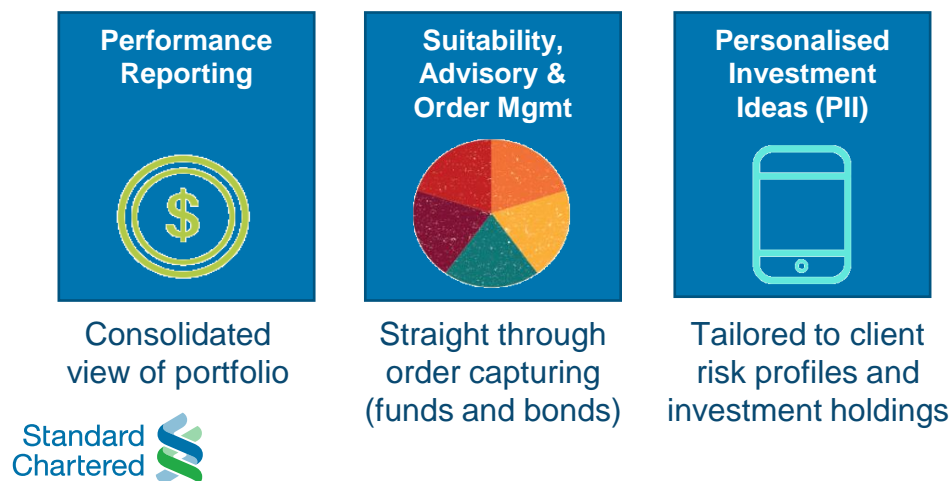 Performance
Reporting
$
Consolidated
view of portfolio
Suitability,
Advisory &
Order Mgmt
Straight through
order capturing
(funds and bonds)
Personalised
Investment
Ideas (PII)
Tailored to client
risk profiles and
investment holdings
Standard
Chartered